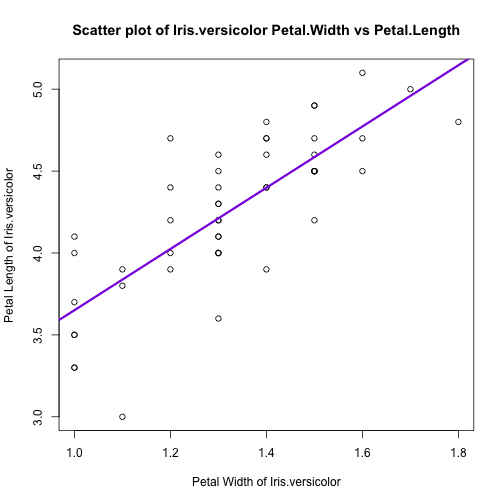 Scatter plot of Iris.versicolor Petal.Width vs Petal.Length
5.0
4.5
4.0
3.5
3.0
Petal Length of Iris.versicolor
1.0 1.2 1.4 1.6 1.8
Petal Width of Iris.versicolor